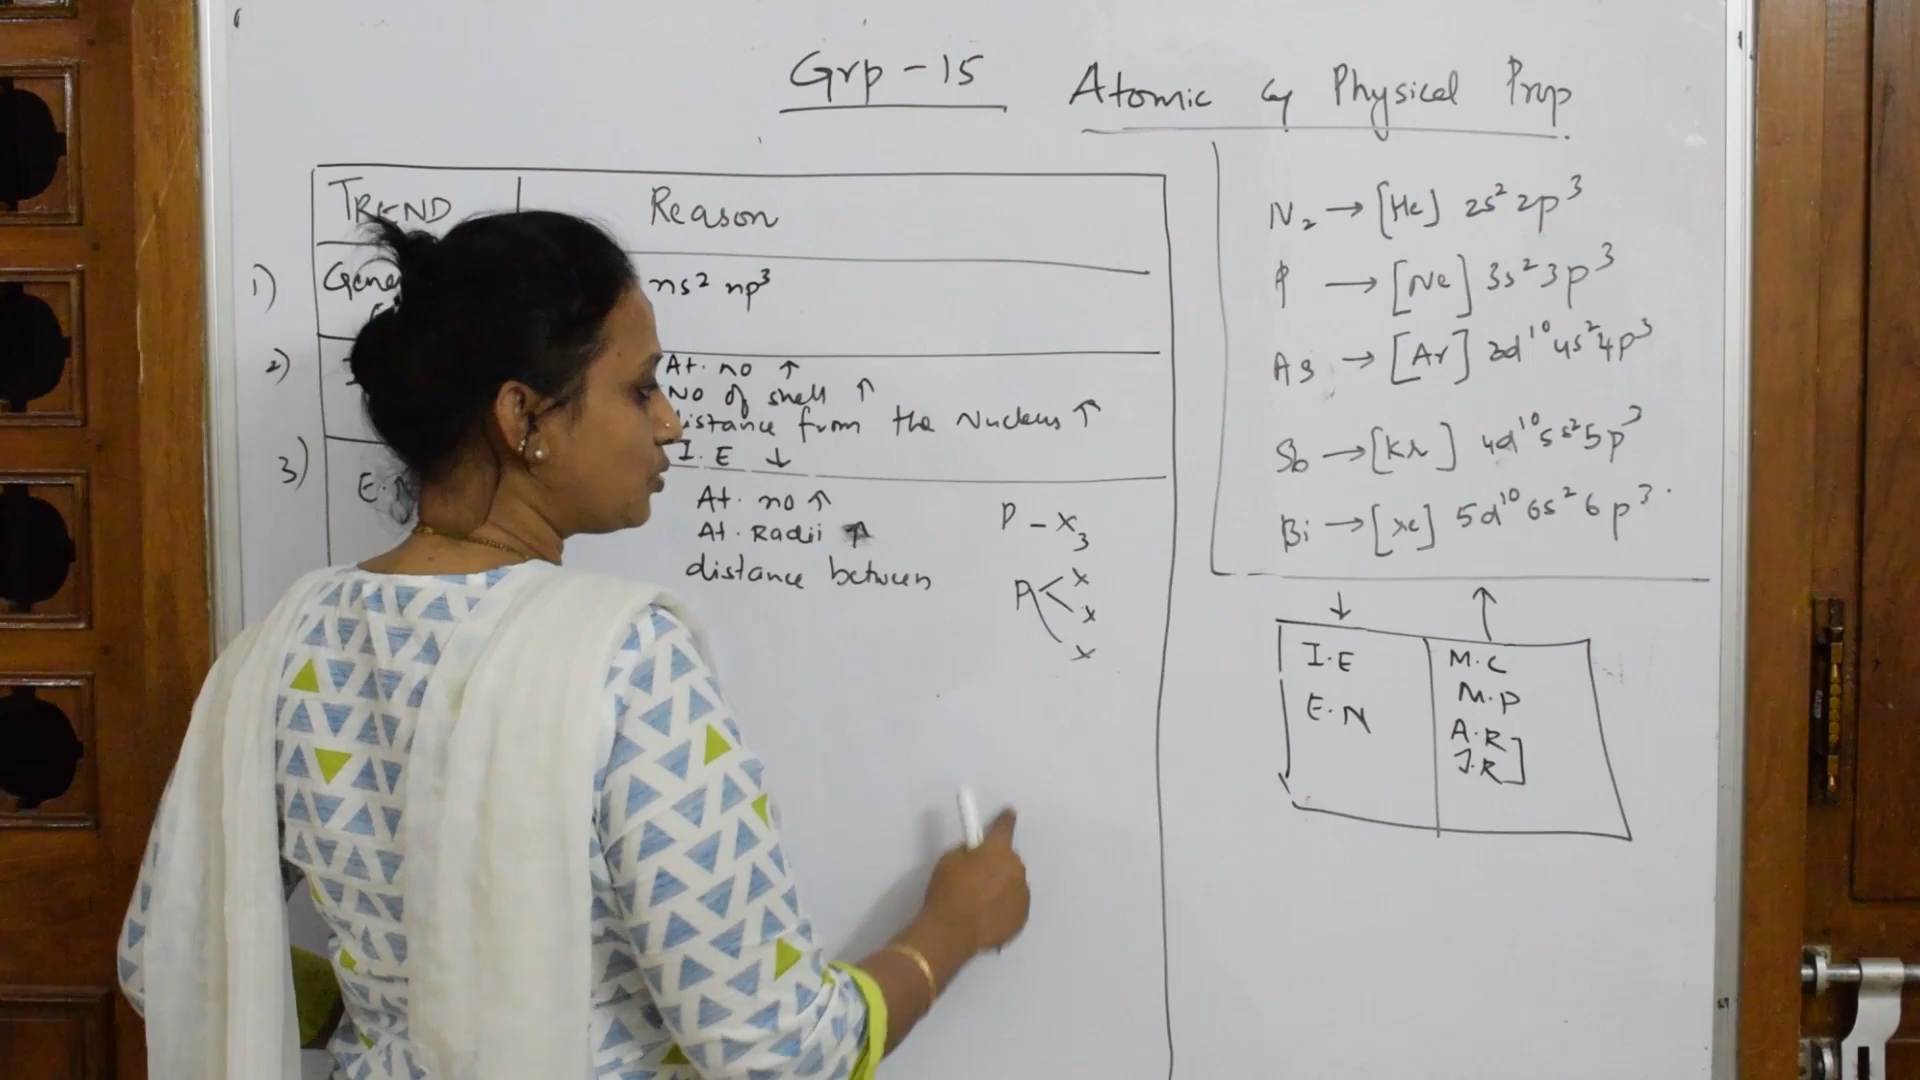 Grp - 15 Atomic & Physical Prop.
TREND Reason
1) ns² np³
2) At. no ↑
No of shell ↑
distance from the Nucleus ↑
I.E ↓
3) E.N At. no ↑
At. Radii ↑
distance between
P - X₃
P X
X
X
N₂ → [He] 2s² 2p³
P → [Ne] 3s² 3p³
As → [Ar] 3d¹⁰ 4s² 4p³
Sb → [Kr] 4d¹⁰ 5s² 5p³
Bi → [Xe] 5d¹⁰ 6s² 6p³.
↓ ↑
I.E M.C
E.N M.P
A.R
I.R